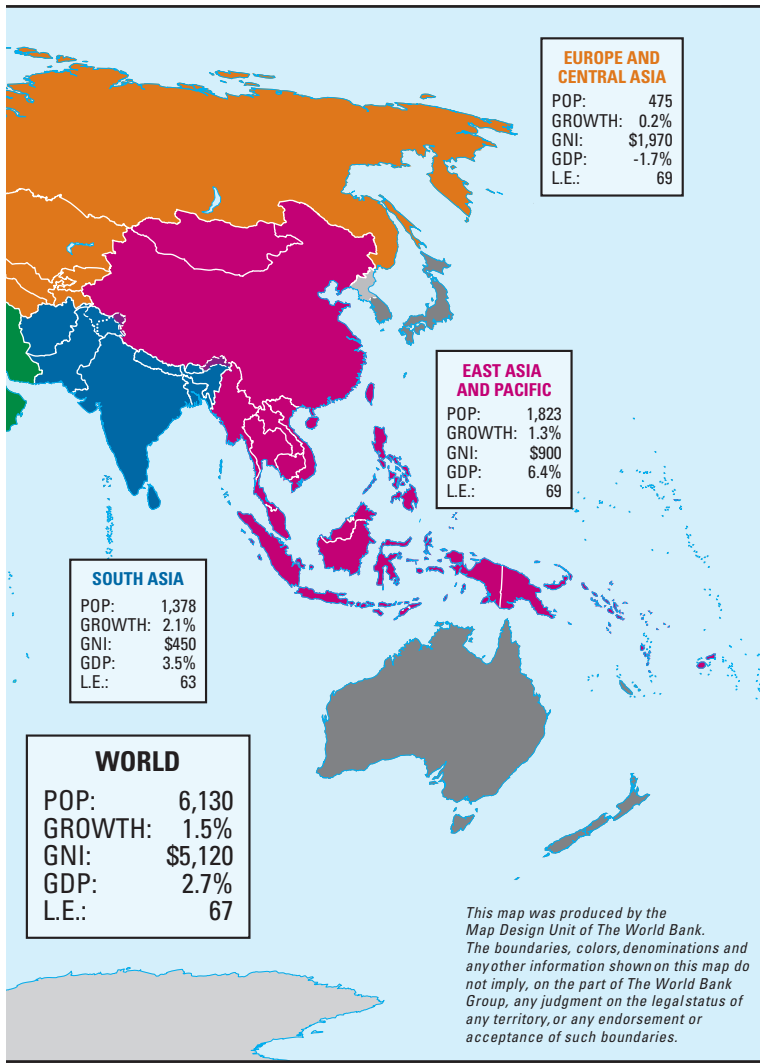 EUROPE AND
CENTRAL ASIA
POP: 475
GROWTH: 0.2%
GNI: $1,970
GDP: -1.7%
L.E.: 69
EAST ASIA
AND PACIFIC
POP: 1,823
GROWTH: 1.3%
GNI: $900
GDP: 6.4%
L.E.: 69
SOUTH ASIA
POP: 1,378
GROWTH: 2.1%
GNI: $450
GDP: 3.5%
L.E.: 63
WORLD
POP: 6,130
GROWTH: 1.5%
GNI: $5,120
GDP: 2.7%
L.E.: 67
This map was produced by the
Map Design Unit of The World Bank.
The boundaries, colors, denominations and
any other information shown on this map do
not imply, on the part of The World Bank
Group, any judgment on the legal status of
any territory, or any endorsement or
acceptance of such boundaries.